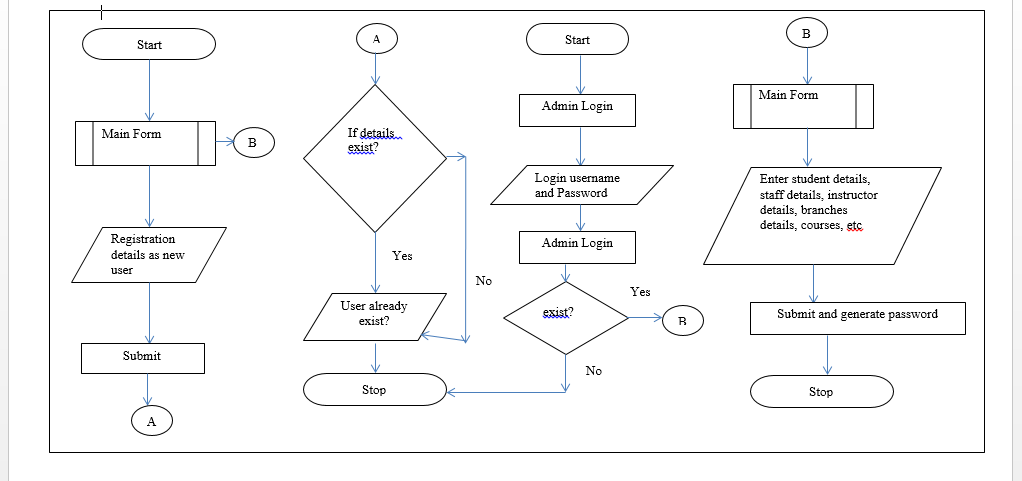 Start
Main Form
B
Registration
details as new
user
Submit
A
A
If details
exist?
Yes
No
User already
exist?
Stop
Start
Admin Login
Login username
and Password
Admin Login
exist?
Yes
B
No
B
Main Form
Enter student details,
staff details, instructor
details, branches
details, courses, etc
Submit and generate password
Stop